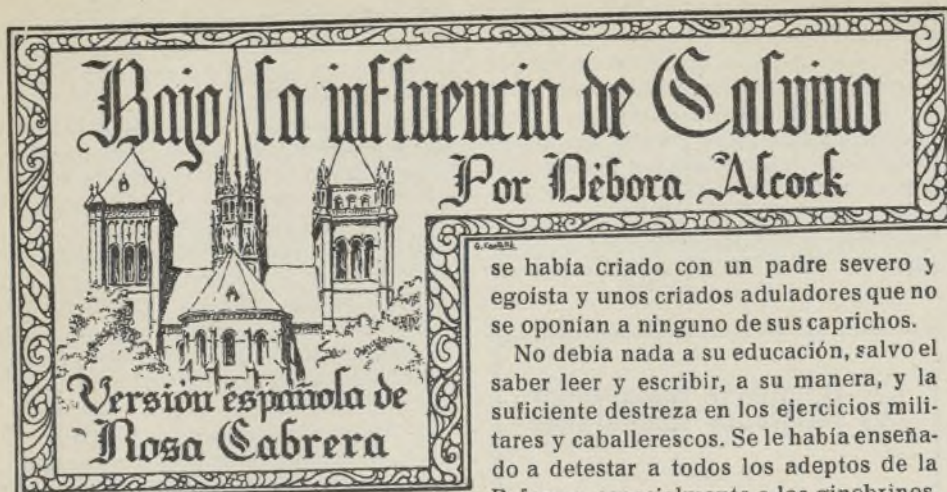 Bajo la influencia de Calvino
Por Débora Alcock
Versión española de
Rosa Cabrera
se había criado con un padre severo y
egoísta y unos criados aduladores que no
se oponían a ninguno de sus caprichos.
No debía nada a su educación, salvo el
saber leer y escribir, a su manera, y la
suficiente destreza en los ejercicios mili-
tares y caballerescos. Se le había enseña-
do a detestar a todos los adeptos de la